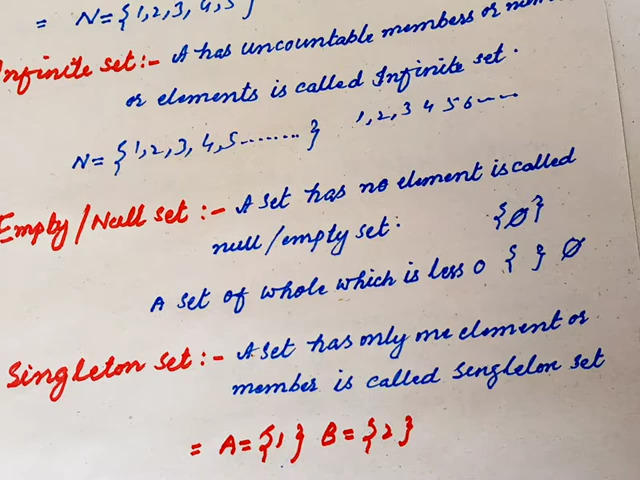 = N={1,2,3,4,5}
Infinite set:- A has uncountable members or
or elements is called Infinite set.
N={1,2,3,4,5........} 1,2,3 4 5 6----
Empty/Null set:- A set has no element is called
null/empty set. {Ø}
A set of whole which is less 0 { } Ø
Singleton set:- A set has only one element or
member is called Senglelon set
= A={1} B={2}